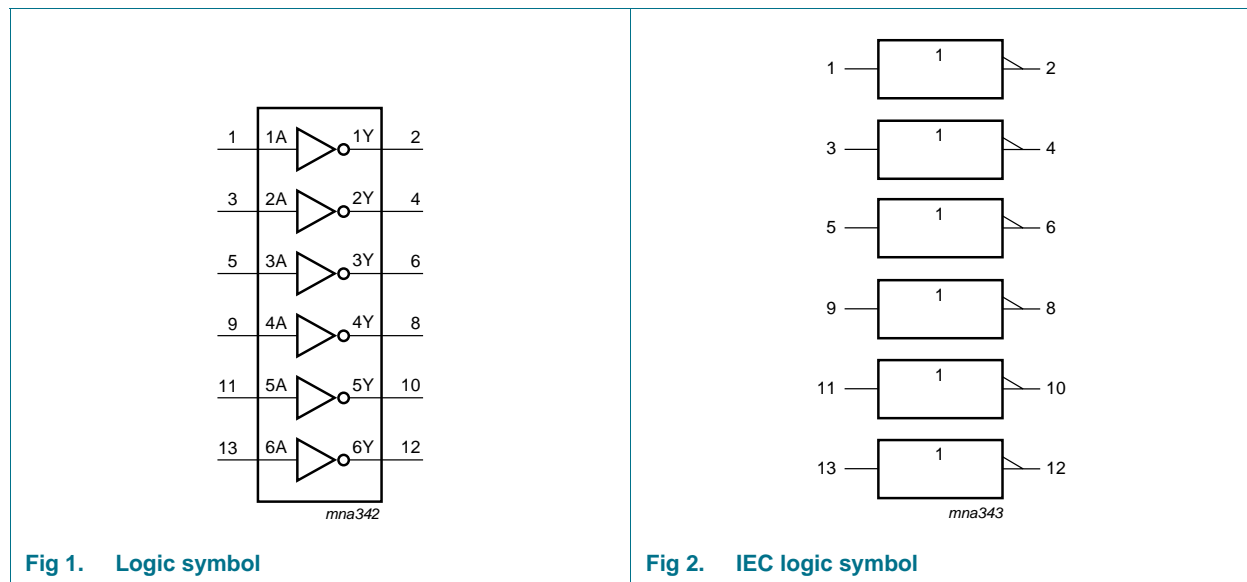 1 1A 1Y 2
3 2A 2Y 4
5 3A 3Y 6
9 4A 4Y 8
11 5A 5Y 10
13 6A 6Y 12
mna342
Fig 1. Logic symbol
1 1 2
3 1 4
5 1 6
9 1 8
11 1 10
13 1 12
mna343
Fig 2. IEC logic symbol